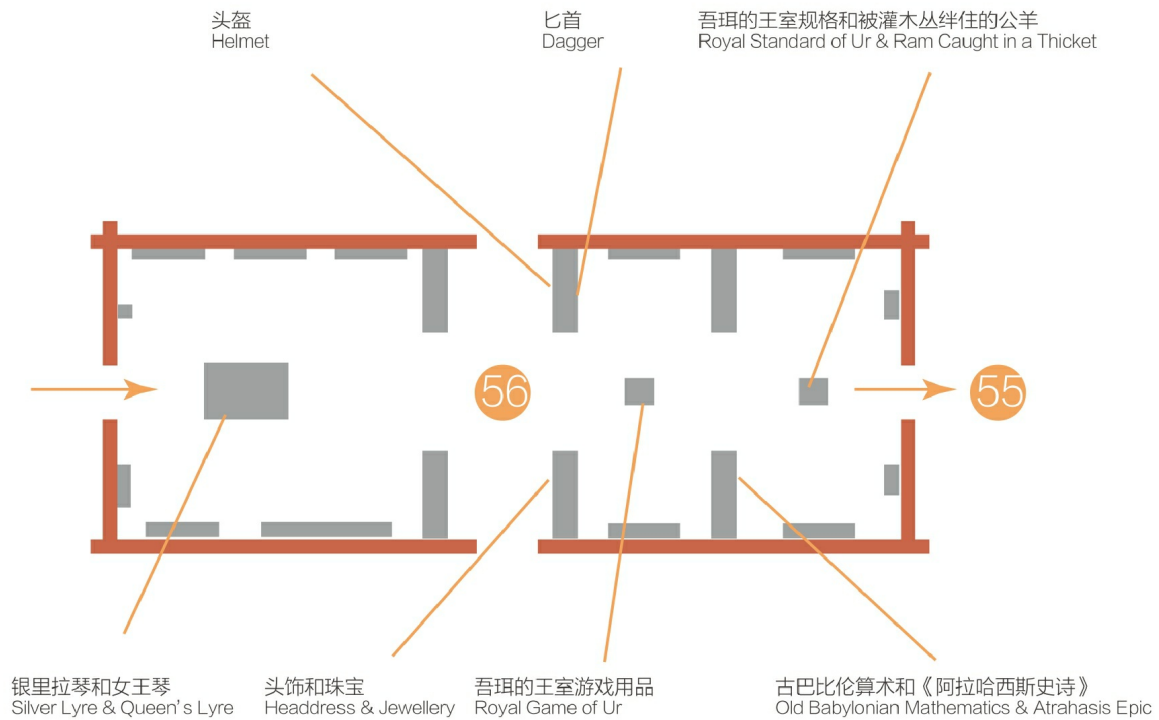 头盔
Helmet
匕首
Dagger
吾珥的王室规格和被灌木丛绊住的公羊
Royal Standard of Ur & Ram Caught in a Thicket
56
55
银里拉琴和女王琴
Silver Lyre & Queen's Lyre
头饰和珠宝
Headdress & Jewellery
吾珥的王室游戏用品
Royal Game of Ur
古巴比伦算术和《阿拉哈西斯史诗》
Old Babylonian Mathematics & Atrahasis Epic